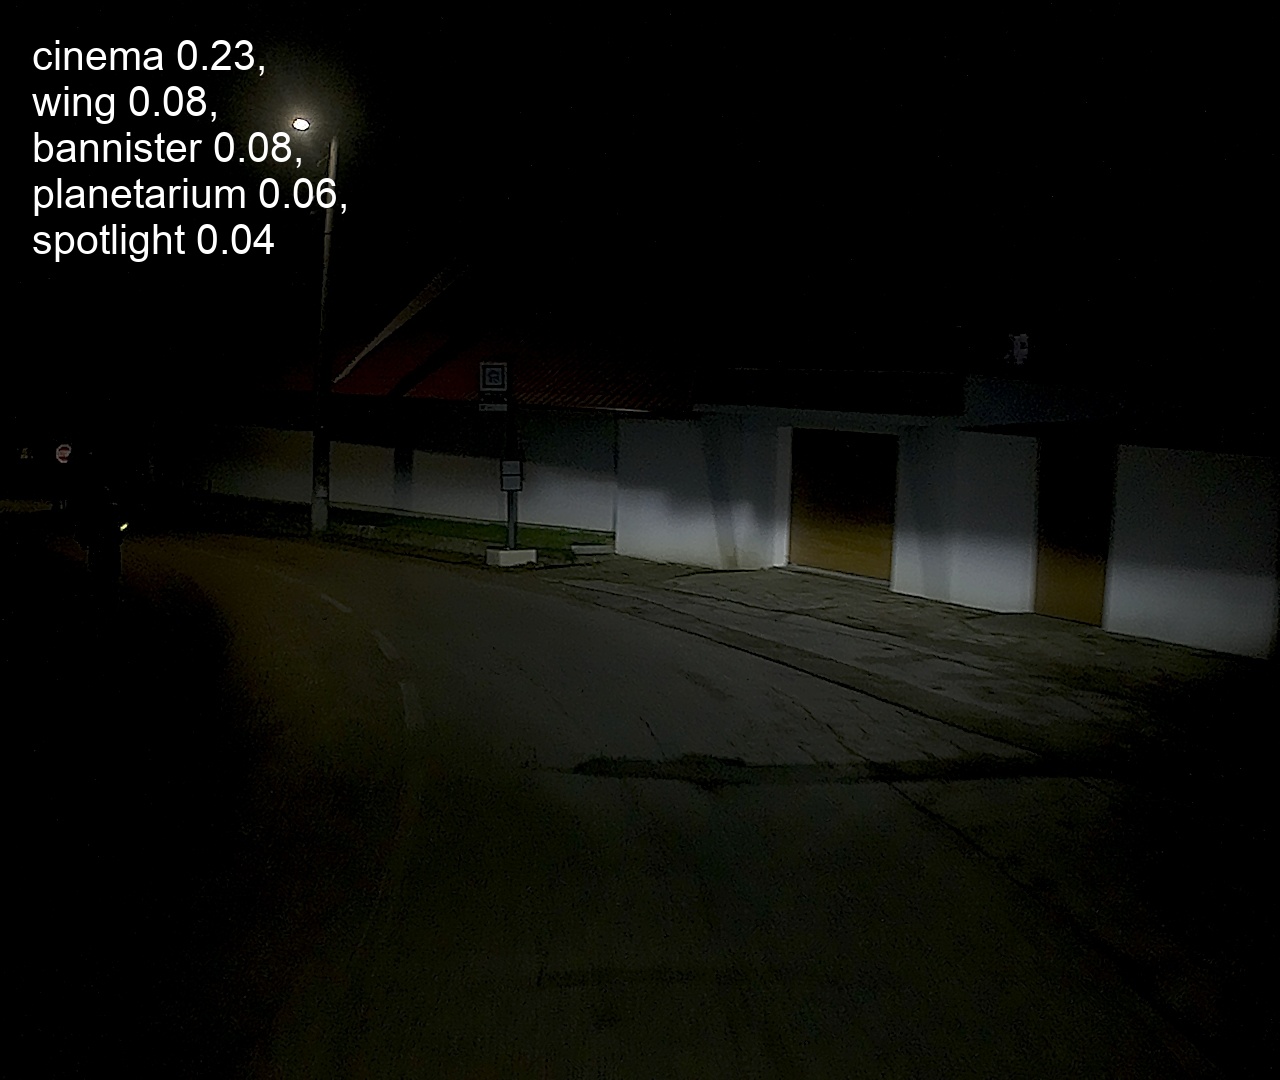 cinema 0.23,
wing 0.08,
bannister 0.08,
planetarium 0.06,
spotlight 0.04